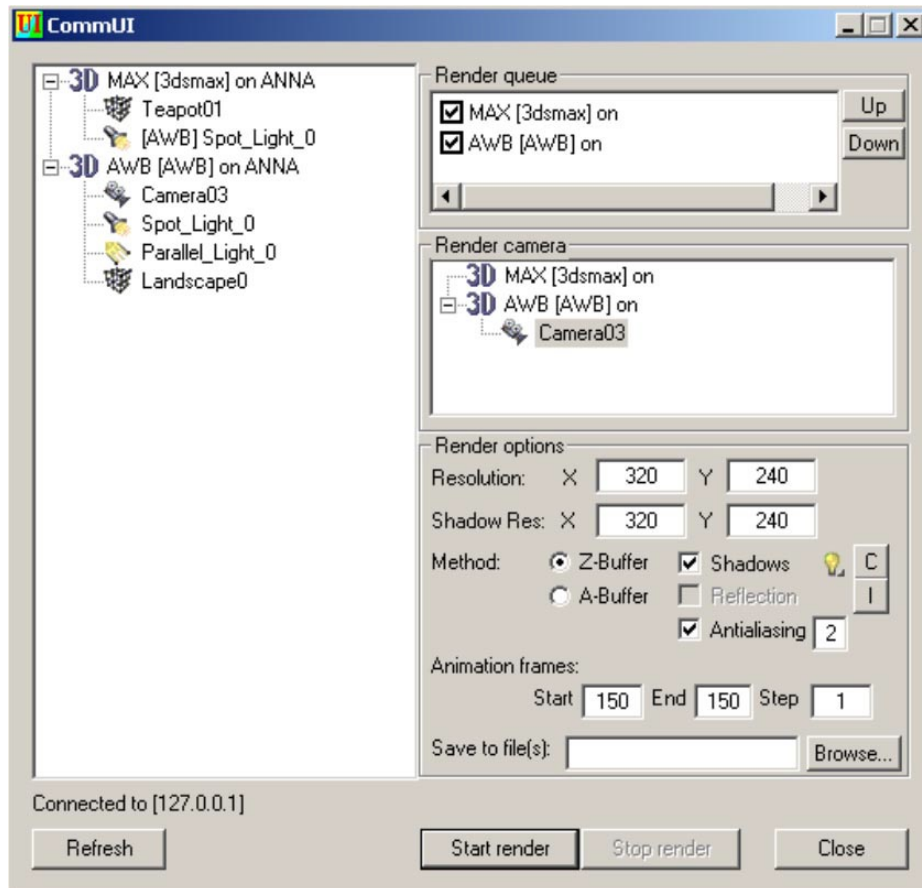 UI CommUI
3D MAX [3dsmax] on ANNA
Teapot01
[AWB] Spot_Light_0
3D AWB [AWB] on ANNA
Camera03
Spot_Light_0
Parallel_Light_0
Landscape0
Render queue
MAX [3dsmax] on
AWB [AWB] on
Up
Down
Render camera
3D MAX [3dsmax] on
3D AWB [AWB] on
Camera03
Render options
Resolution: X 320 Y 240
Shadow Res: X 320 Y 240
Method: Z-Buffer Shadows C
A-Buffer Reflection I
Antialiasing 2
Animation frames:
Start 150 End 150 Step 1
Save to file(s): Browse...
Connected to [127.0.0.1]
Refresh Start render Stop render Close